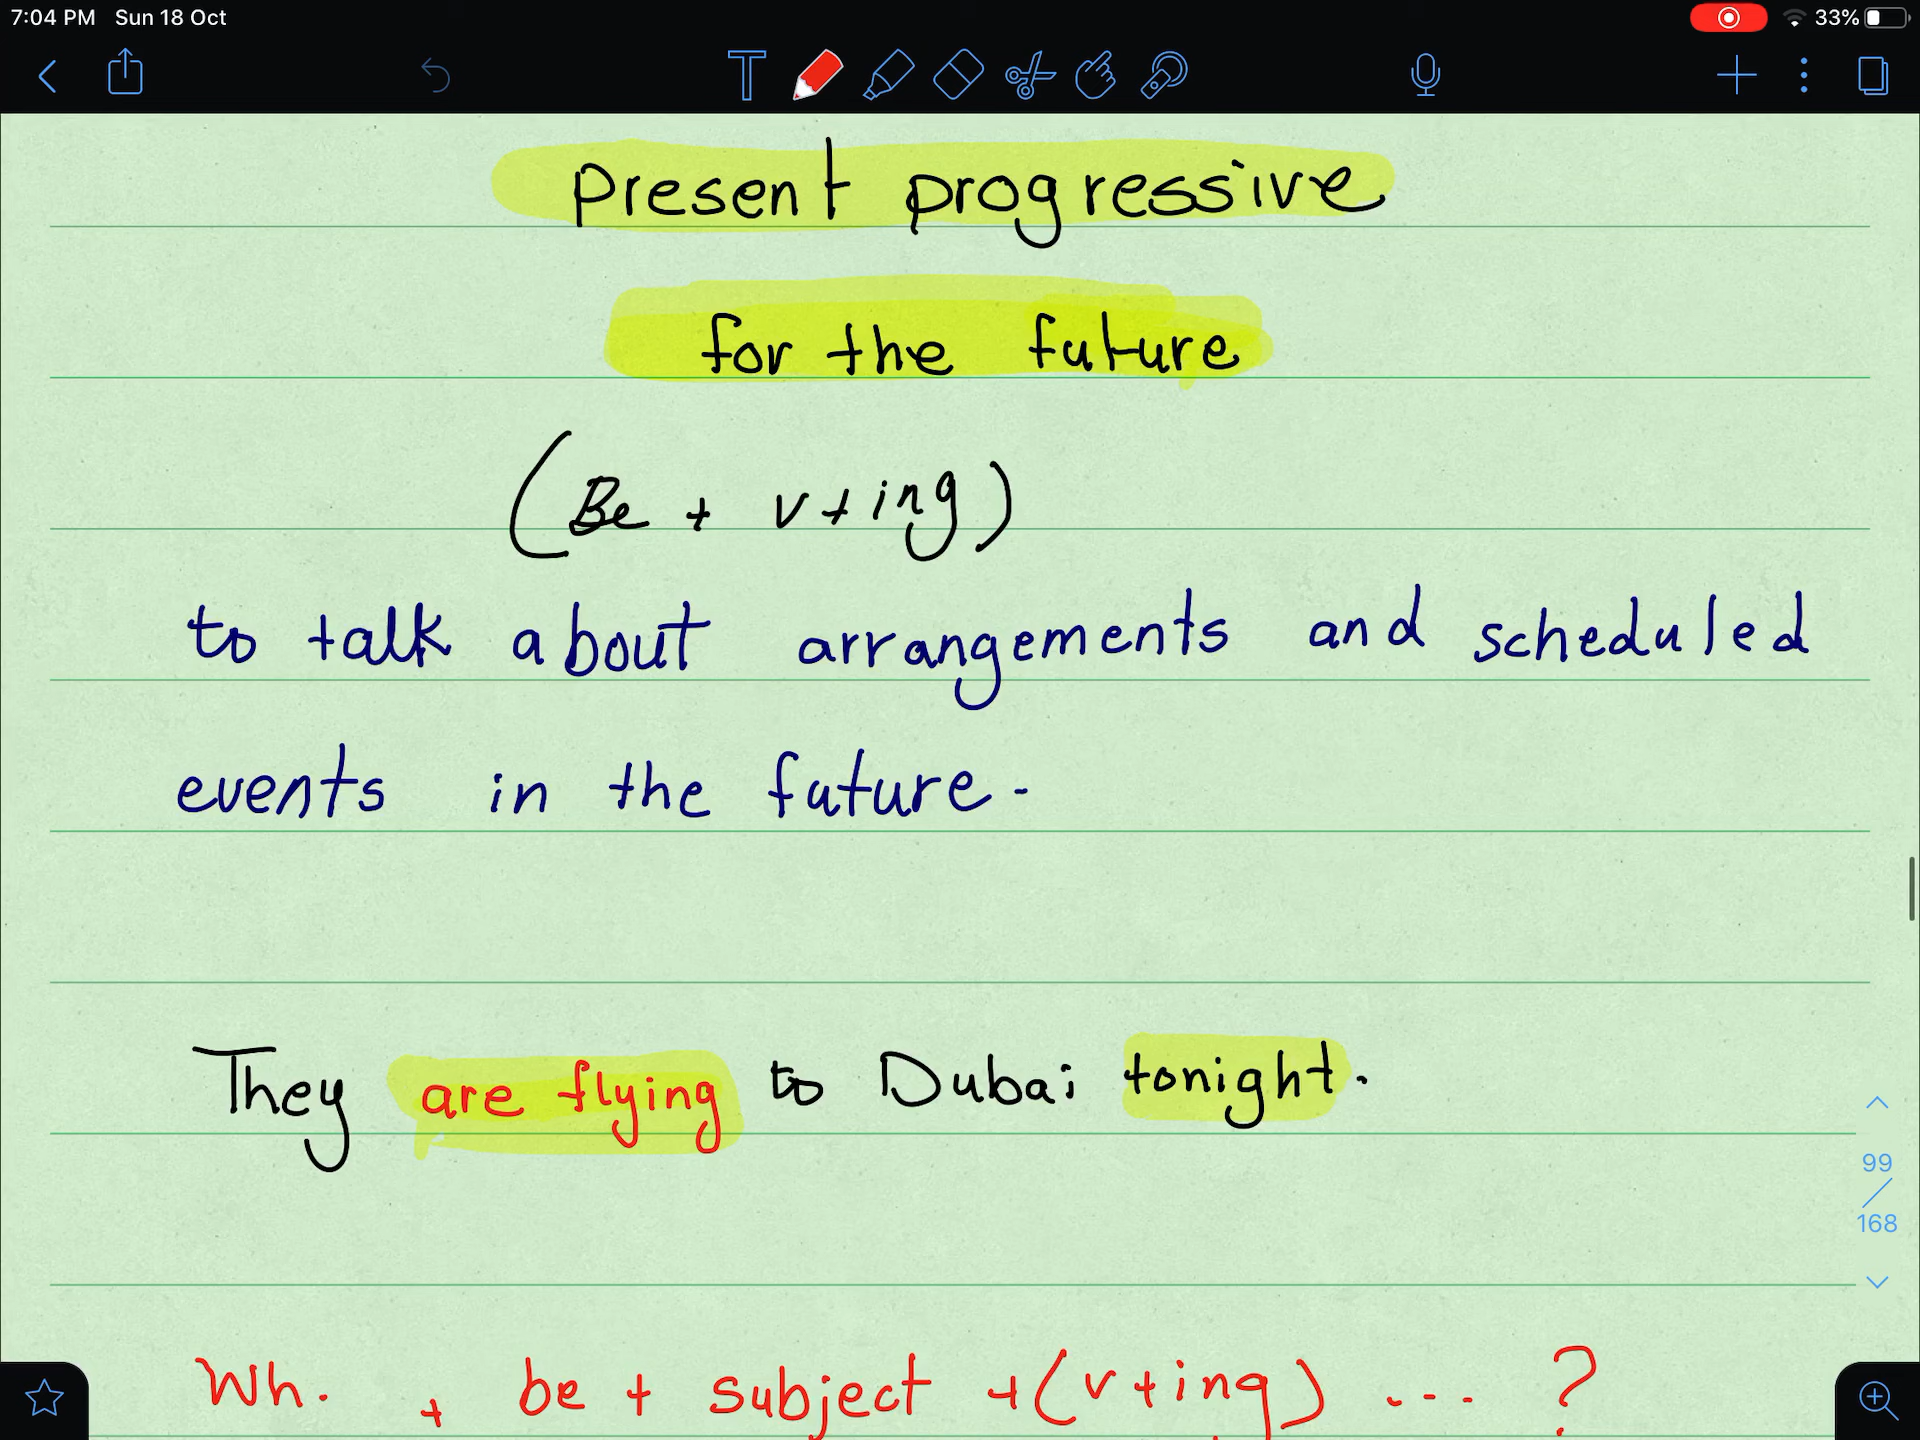 7:04 PM Sun 18 Oct
33%
T
present progressive
for the future
(Be + v+ing)
to talk about arrangements and scheduled
events in the future.
They are flying to Dubai tonight.
99
/
168
Wh. + be + subject +(v+ing) ... ?